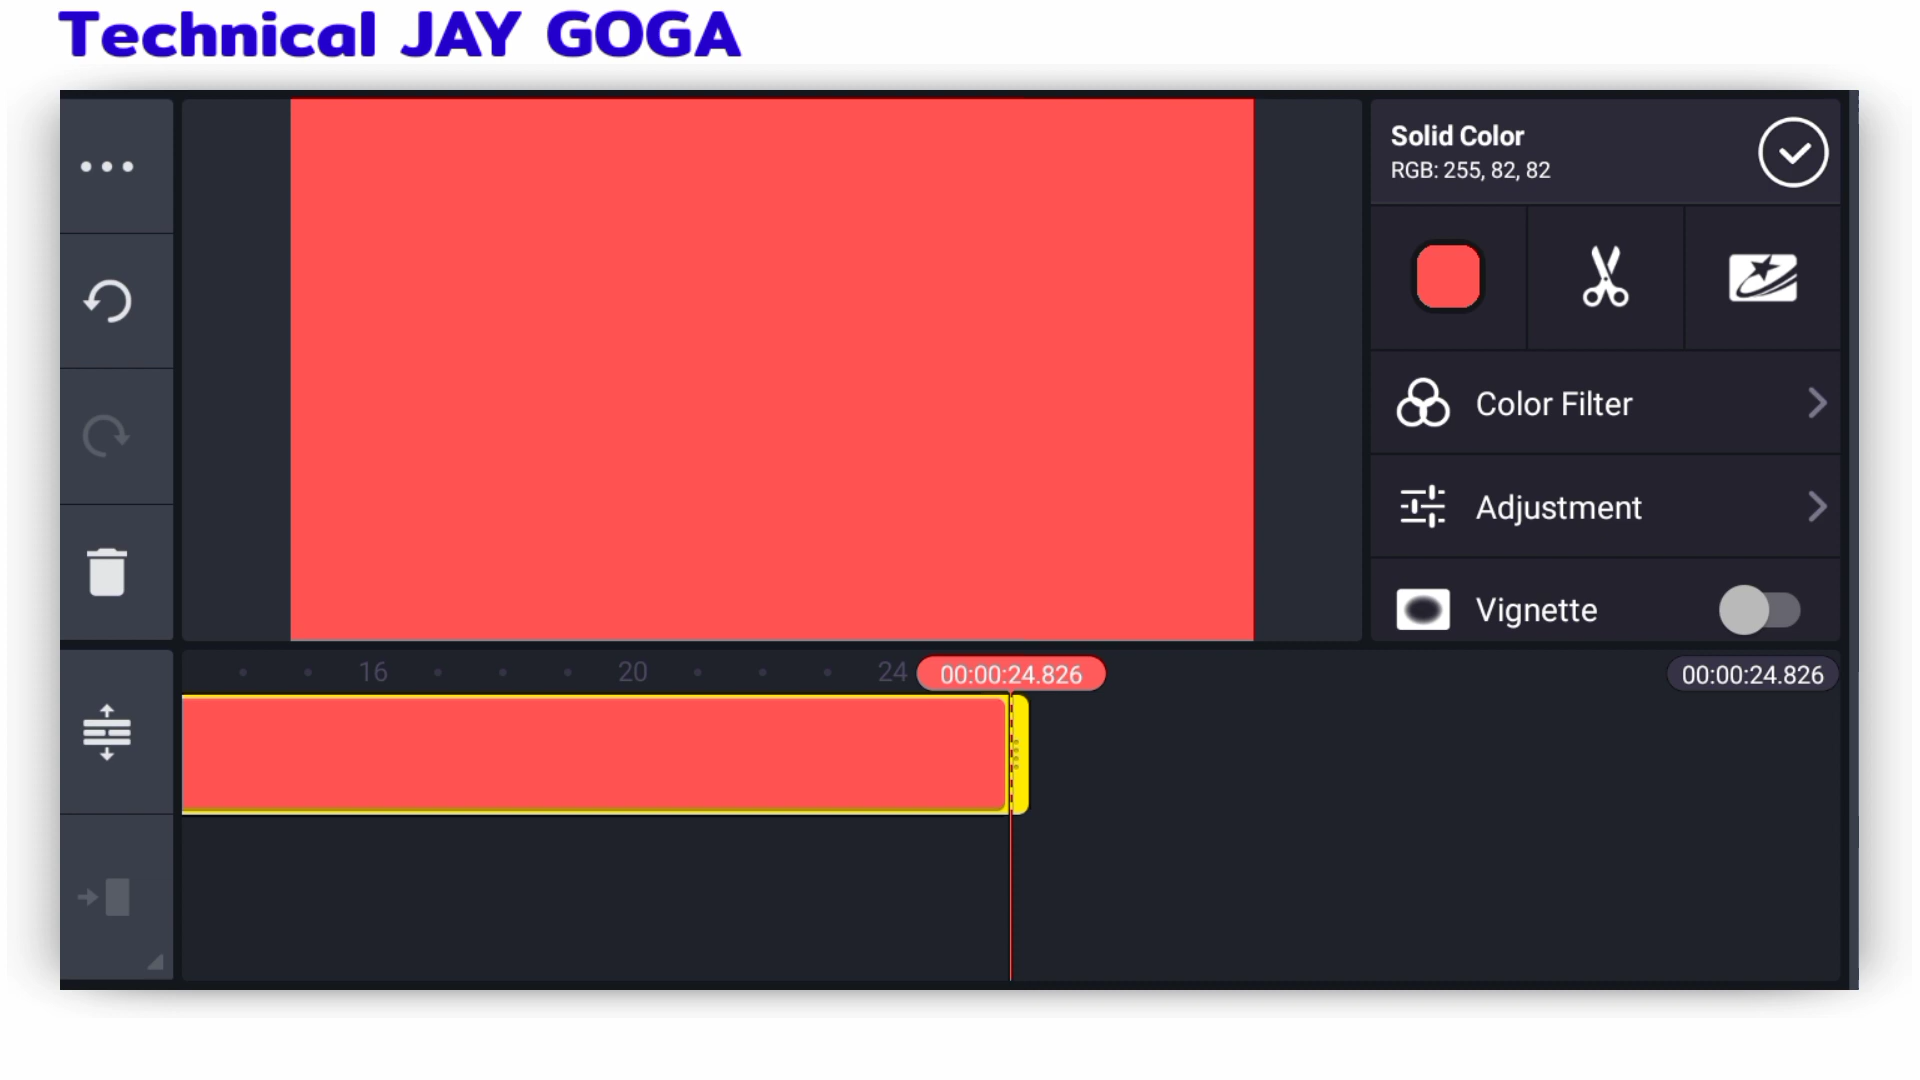 Technical JAY GOGA
Solid Color
RGB: 255, 82, 82
Color Filter
Adjustment
Vignette
16
20
24
00:00:24.826
00:00:24.826